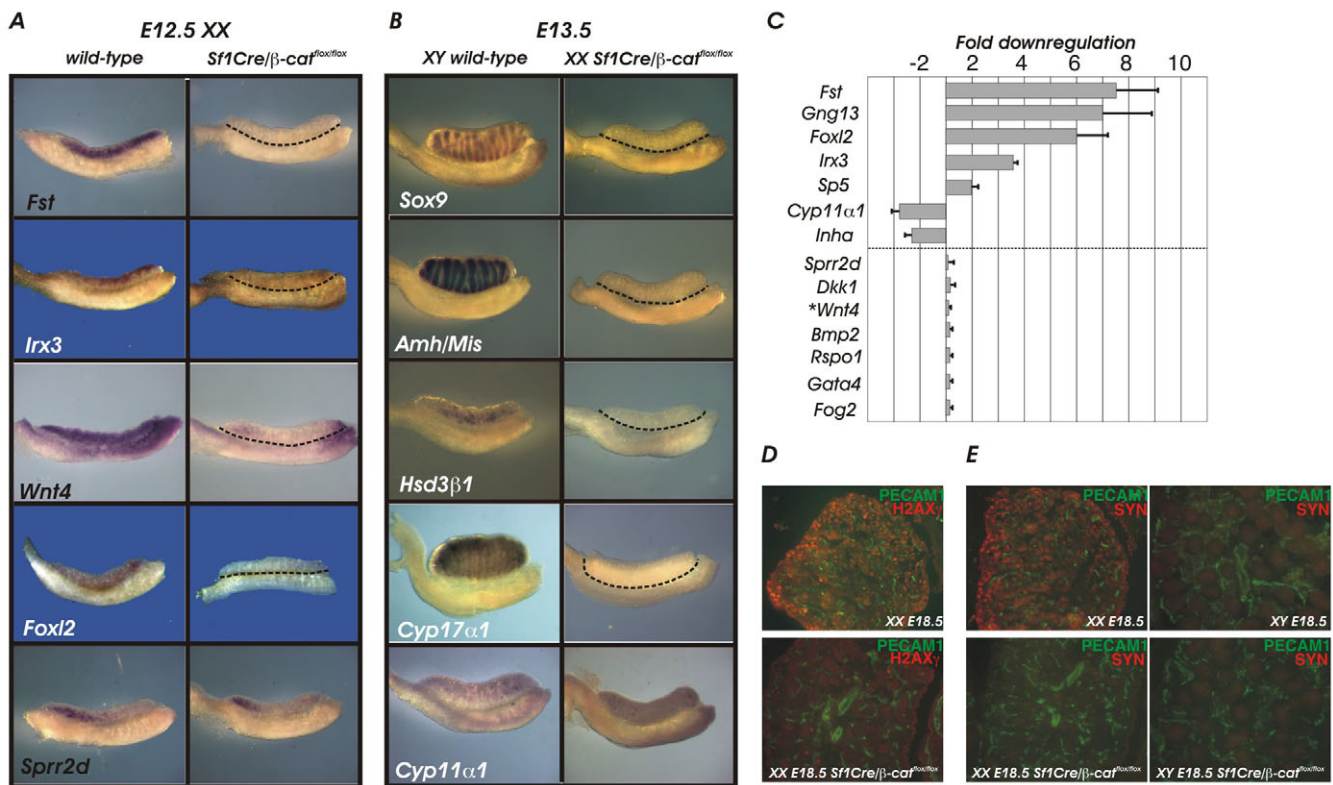 A
E12.5 XX
wild-type Sf1Cre/β-cat^flox/flox
Fst
Irx3
Wnt4
Foxl2
Sprr2d
B
E13.5
XY wild-type XX Sf1Cre/β-cat^flox/flox
Sox9
Amh/Mis
Hsd3β1
Cyp17α1
Cyp11α1
C
Fold downregulation
-2 2 4 6 8 10
Fst
Gng13
Foxl2
Irx3
Sp5
Cyp11α1
Inha
Sprr2d
Dkk1
*Wnt4
Bmp2
Rspo1
Gata4
Fog2
D
PECAM1
H2AXγ
XX E18.5
PECAM1
H2AXγ
XX E18.5 Sf1Cre/β-cat^flox/flox
E
PECAM1
SYN
XX E18.5
PECAM1
SYN
XY E18.5
PECAM1
SYN
XX E18.5 Sf1Cre/β-cat^flox/flox
PECAM1
SYN
XY E18.5 Sf1Cre/β-cat^flox/flox